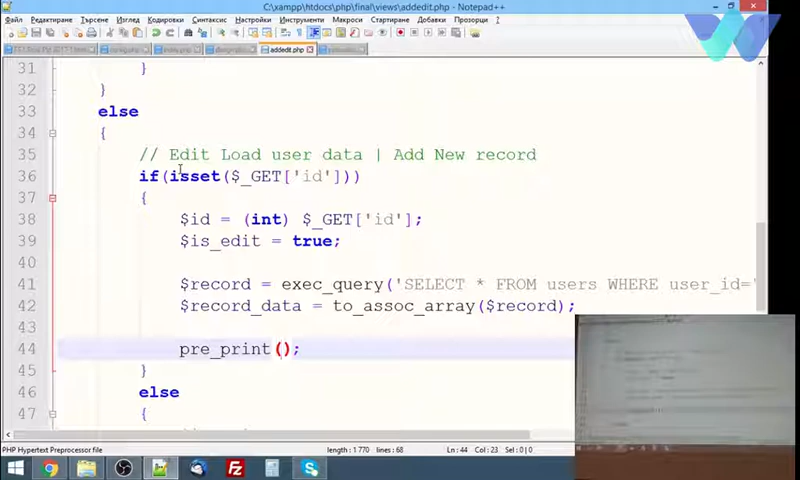 C:\xampp\htdocs\php\final\views\addedit.php - Notepad++
Файл Редактиране Търсене Изглед Кодировки Синтаксис Настройки Инструменти Макроси Стартиране Добавки Прозорци ?
addedit.php
31 }
32 }
33 else
34 {
35 // Edit Load user data | Add New record
36 if(isset($_GET['id']))
37 {
38 $id = (int) $_GET['id'];
39 $is_edit = true;
40
41 $record = exec_query('SELECT * FROM users WHERE user_id='
42 $record_data = to_assoc_array($record);
43
44 pre_print();
45 }
46 else
47 {
PHP Hypertext Preprocessor file length : 1 770 lines : 68 Ln : 44 Col : 23 Sel : 0 | 0